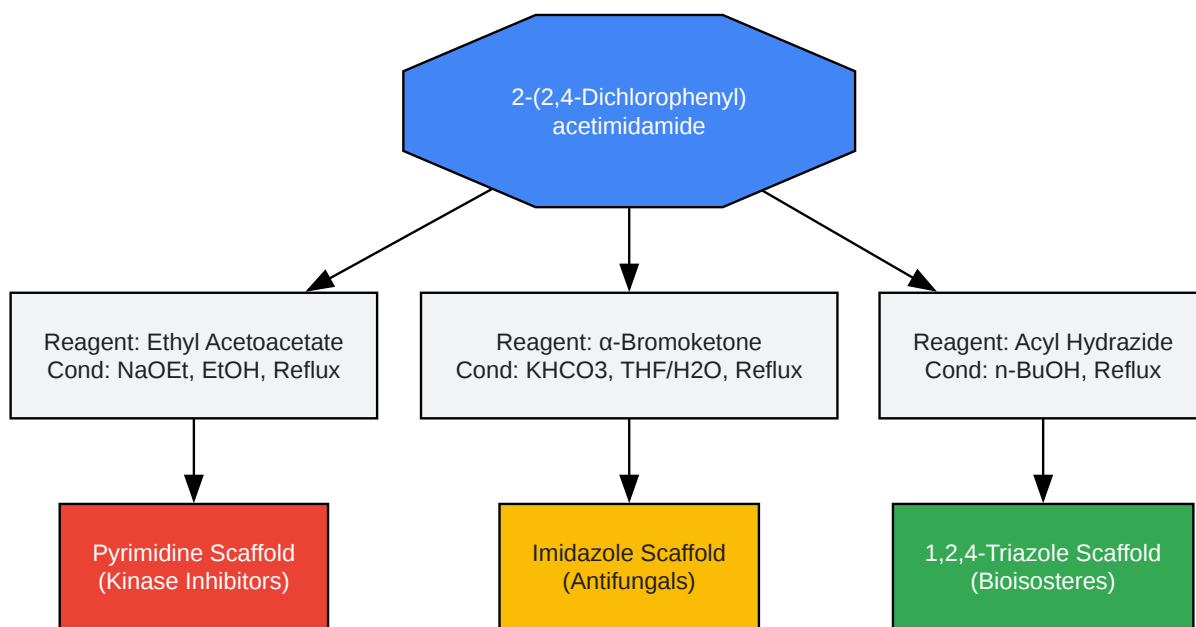 2-(2,4-Dichlorophenyl)
acetimidamide
Reagent: Ethyl Acetoacetate
Cond: NaOEt, EtOH, Reflux
Reagent: α-Bromoketone
Cond: KHCO3, THF/H2O, Reflux
Reagent: Acyl Hydrazide
Cond: n-BuOH, Reflux
Pyrimidine Scaffold
(Kinase Inhibitors)
Imidazole Scaffold
(Antifungals)
1,2,4-Triazole Scaffold
(Bioisosteres)